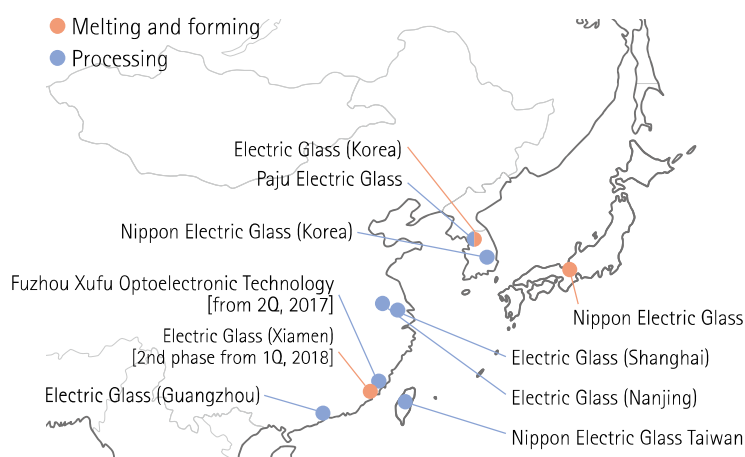 Melting and forming
Processing
Electric Glass (Korea)
Paju Electric Glass
Nippon Electric Glass (Korea)
Fuzhou Xufu Optoelectronic Technology
[from 2Q, 2017]
Electric Glass (Xiamen)
[2nd phase from 1Q, 2018]
Electric Glass (Guangzhou)
Nippon Electric Glass
Electric Glass (Shanghai)
Electric Glass (Nanjing)
Nippon Electric Glass Taiwan